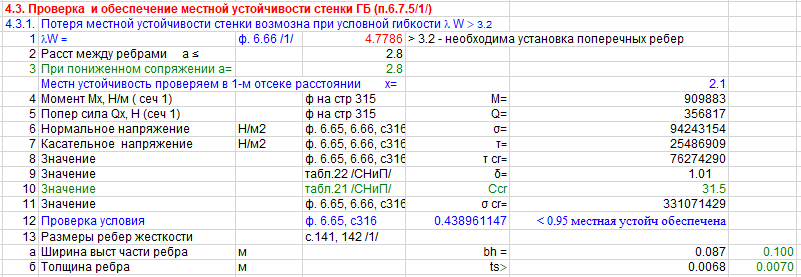 4.3. Проверка и обеспечение местной устойчивости стенки ГБ (п.6.7.5/1/)
4.3.1. Потеря местной устойчивости стенки возможна при условной гибкости λ W > 3.2
1 λW = ф. 6.66 /1/ 4.7786 > 3.2 - необходима установка поперечных ребер
2 Расст между ребрами a ≤ 2.8
3 При пониженном сопряжении a= 2.8
Местн устойчивость проверяем в 1-м отсеке расстоянии x= 2.1
4 Момент Mx, Н/м ( сеч 1) ф на стр 315 M= 909883
5 Попер сила Qx, Н (сеч 1) ф на стр 315 Q= 356817
6 Нормальное напряжение Н/м2 ф. 6.65, 6.66, с316 σ= 94243154
7 Касательное напряжение Н/м2 ф. 6.65, 6.66, с316 τ= 25486909
8 Значение ф. 6.65, 6.66, с316 τ cr= 76274290
9 Значение табл.22 /СНиП/ δ= 1.01
10 Значение табл.21 /СНиП/ Ccr 31.5
11 Значение ф. 6.65, 6.66, с316 σ cr= 331071429
12 Проверка условия ф. 6.65, с316 0.438961147 < 0.95 местная устойч обеспечена
13 Размеры ребер жесткости с.141, 142 /1/
а Ширина выст части ребра м bh = 0.087 0.100
б Толщина ребра м ts> 0.0068 0.0070